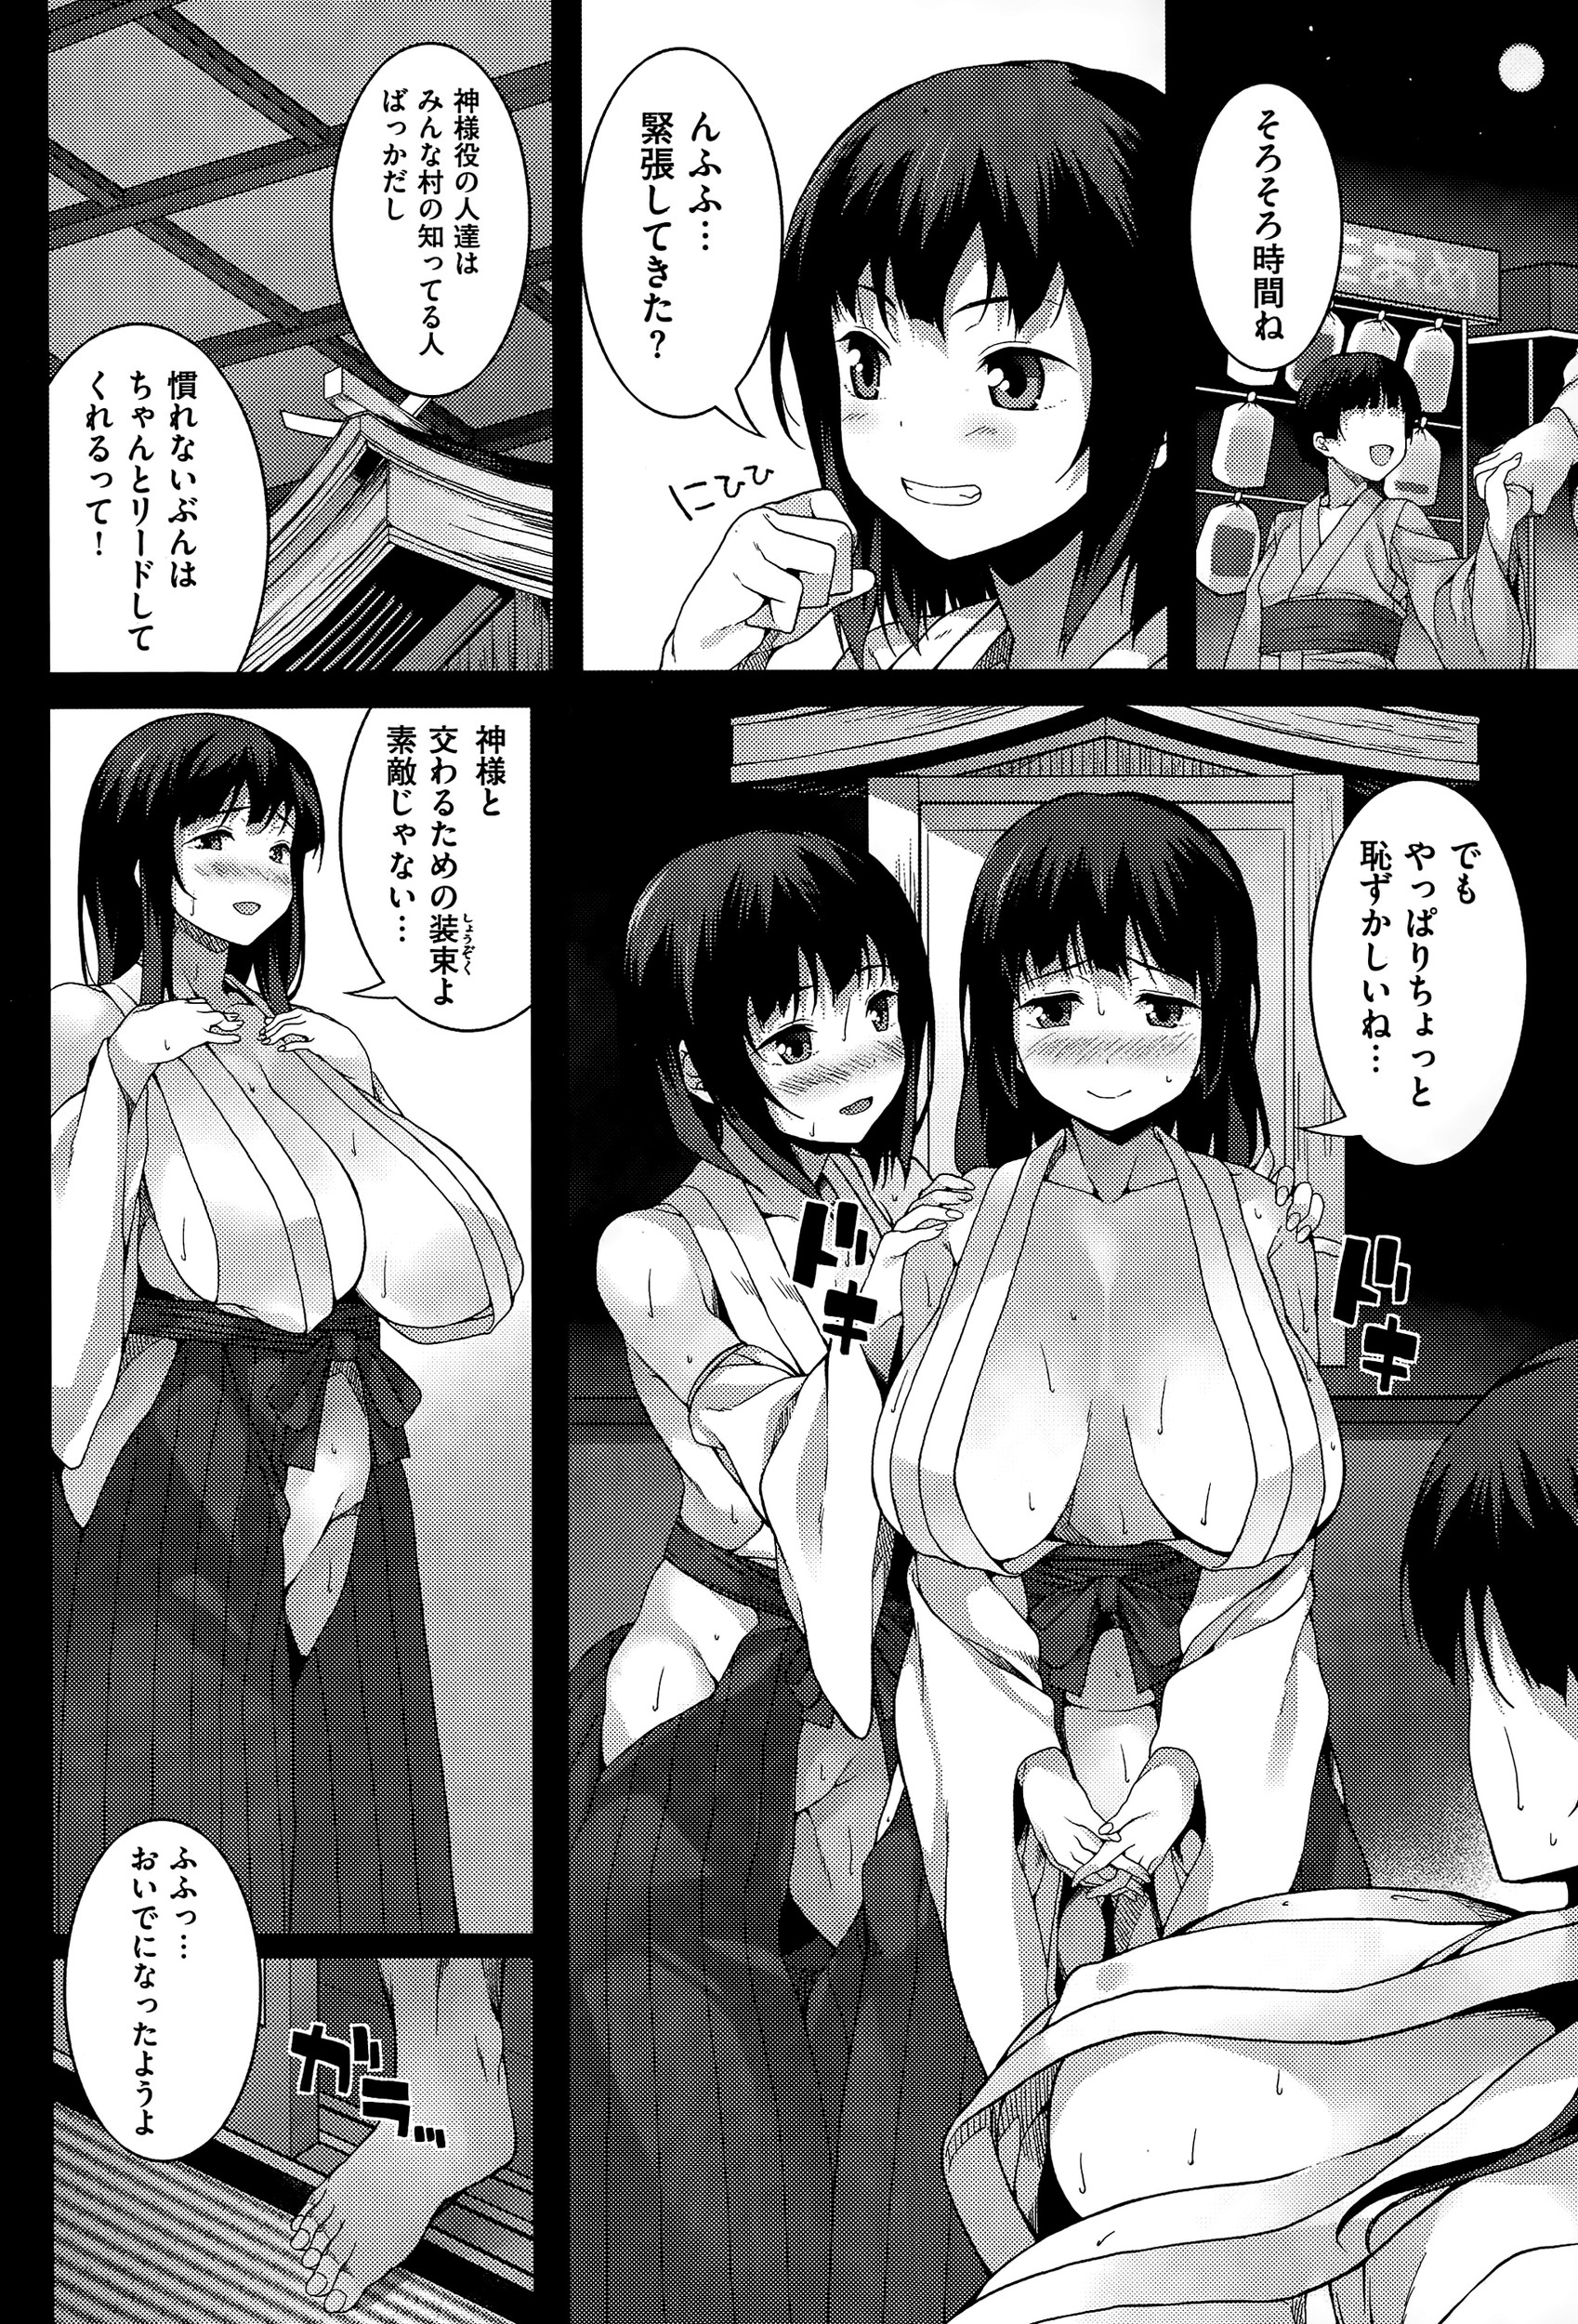 そろそろ時間ね
んふふ…
緊張してきた？
にひひ
神様役の人達は
みんな村の知ってる人
ばっかだし
慣れないぶんは
ちゃんとリードして
くれるって！
でも
やっぱりちょっと
恥ずかしいね…
ドキ
ドキ
神様と
交わるための装束よ
しょうぞく
素敵じゃない…
ガラッ
ふふっ…
おいでになったようよ